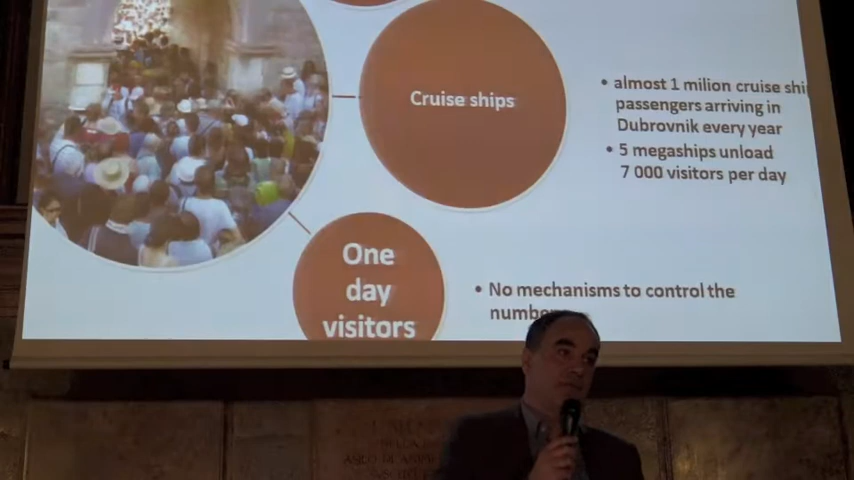 Cruise ships
• almost 1 milion cruise shi
passengers arriving in
Dubrovnik every year
• 5 megaships unload
7 000 visitors per day
One
day
visitors
• No mechanisms to control the
numbe